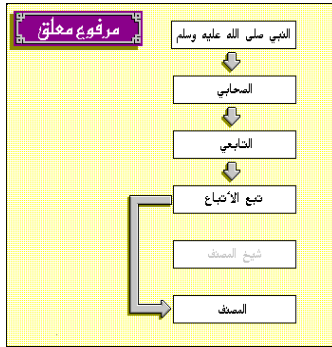 مرفوع معلق
النبي صلى الله عليه وسلم
الصحابي
التابعي
تبع الأتباع
شيخ المصنف
المصنف